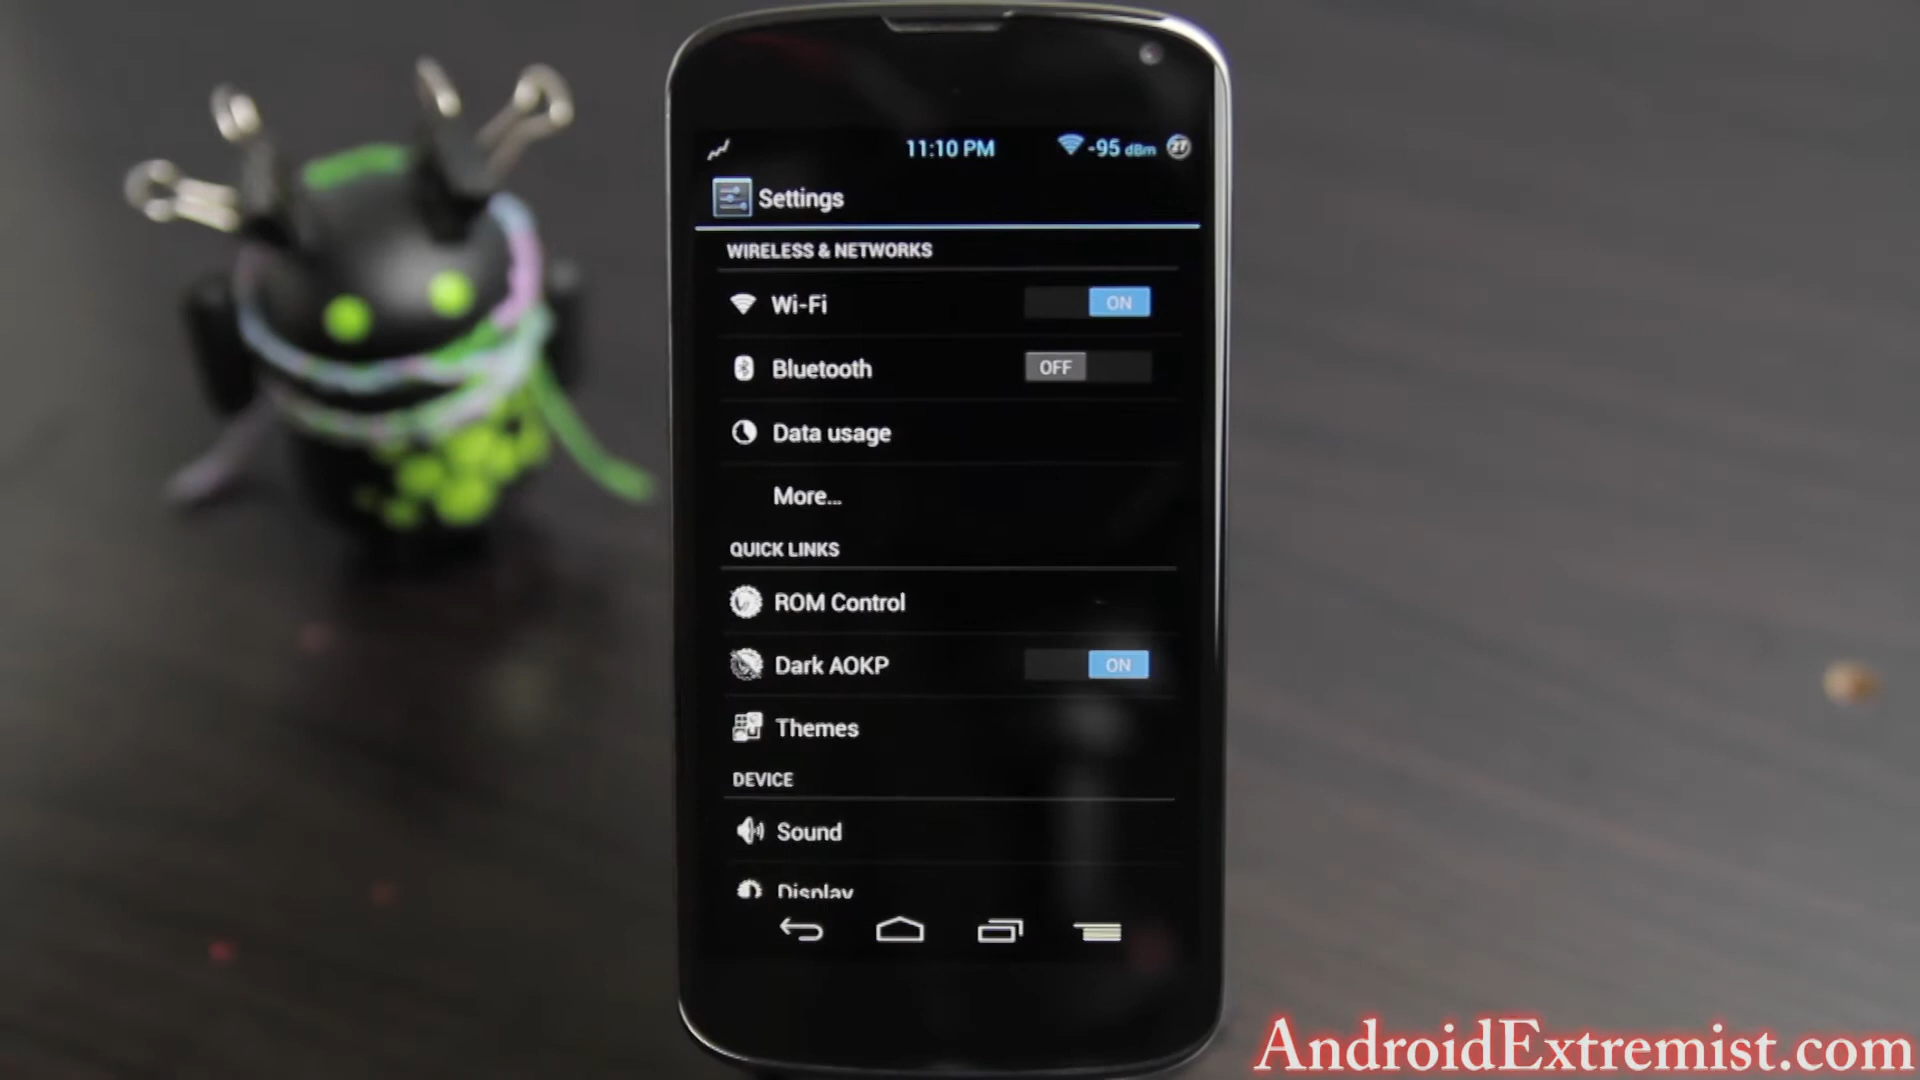 11:10 PM -95 dBm 27
Settings
WIRELESS & NETWORKS
Wi-Fi ON
Bluetooth OFF
Data usage
More...
QUICK LINKS
ROM Control
Dark AOKP ON
Themes
DEVICE
Sound
Display
AndroidExtremist.com